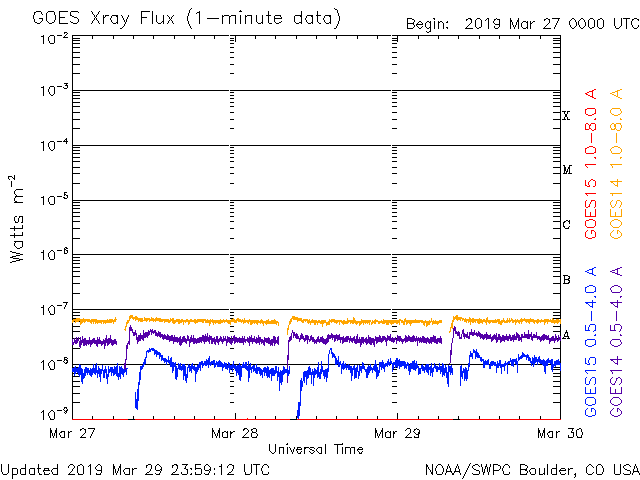 GOES Xray Flux (1-minute data)
Begin: 2019 Mar 27 0000 UTC
10⁻²
10⁻³
10⁻⁴
10⁻⁵
10⁻⁶
10⁻⁷
10⁻⁸
10⁻⁹
Watts m⁻²
X
M
C
B
A
GOES15 1.0-8.0 A
GOES14 1.0-8.0 A
GOES15 0.5-4.0 A
GOES14 0.5-4.0 A
Mar 27 Mar 28 Mar 29 Mar 30
Universal Time
Updated 2019 Mar 29 23:59:12 UTC
NOAA/SWPC Boulder, CO USA